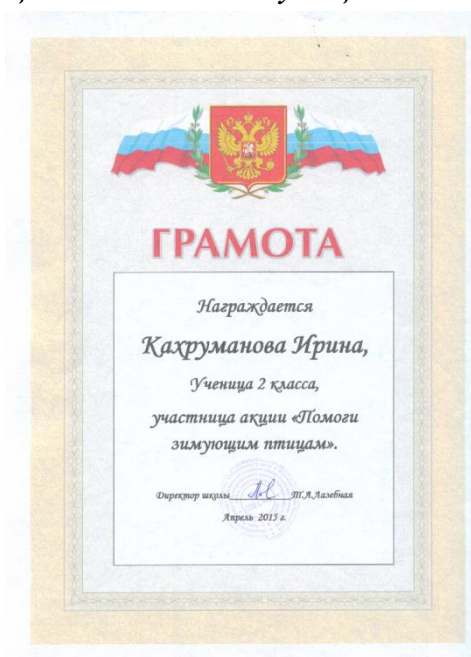 ГРАМОТА
Награждается
Кахруманова Ирина,
Ученица 2 класса,
участница акции «Помоги
зимующим птицам».
Директор школы Т.А.Лазебная
Апрель 2015 г.